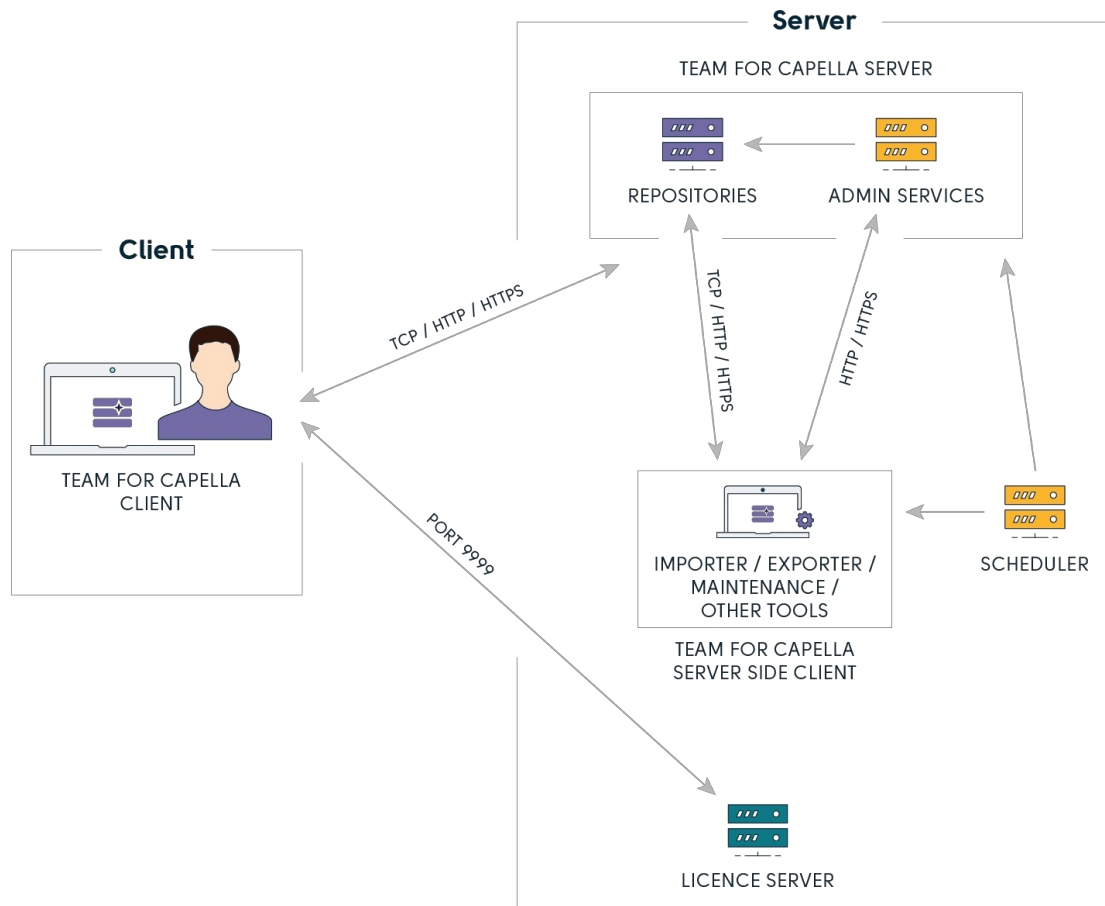 Server
TEAM FOR CAPELLA SERVER
REPOSITORIES
ADMIN SERVICES
Client
TCP / HTTP / HTTPS
TCP / HTTP / HTTPS
HTTP / HTTPS
TEAM FOR CAPELLA
CLIENT
PORT 9999
IMPORTER / EXPORTER /
MAINTENANCE /
OTHER TOOLS
SCHEDULER
TEAM FOR CAPELLA
SERVER SIDE CLIENT
LICENCE SERVER